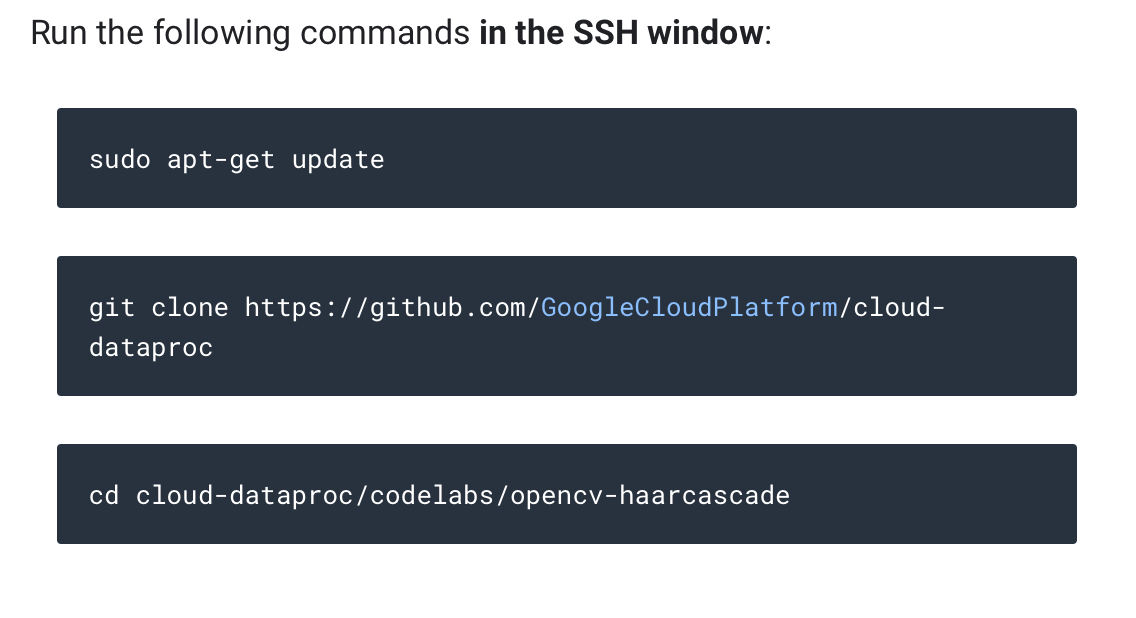 Run the following commands in the SSH window:
sudo apt-get update
git clone https://github.com/GoogleCloudPlatform/cloud-
dataproc
cd cloud-dataproc/codelabs/opencv-haarcascade